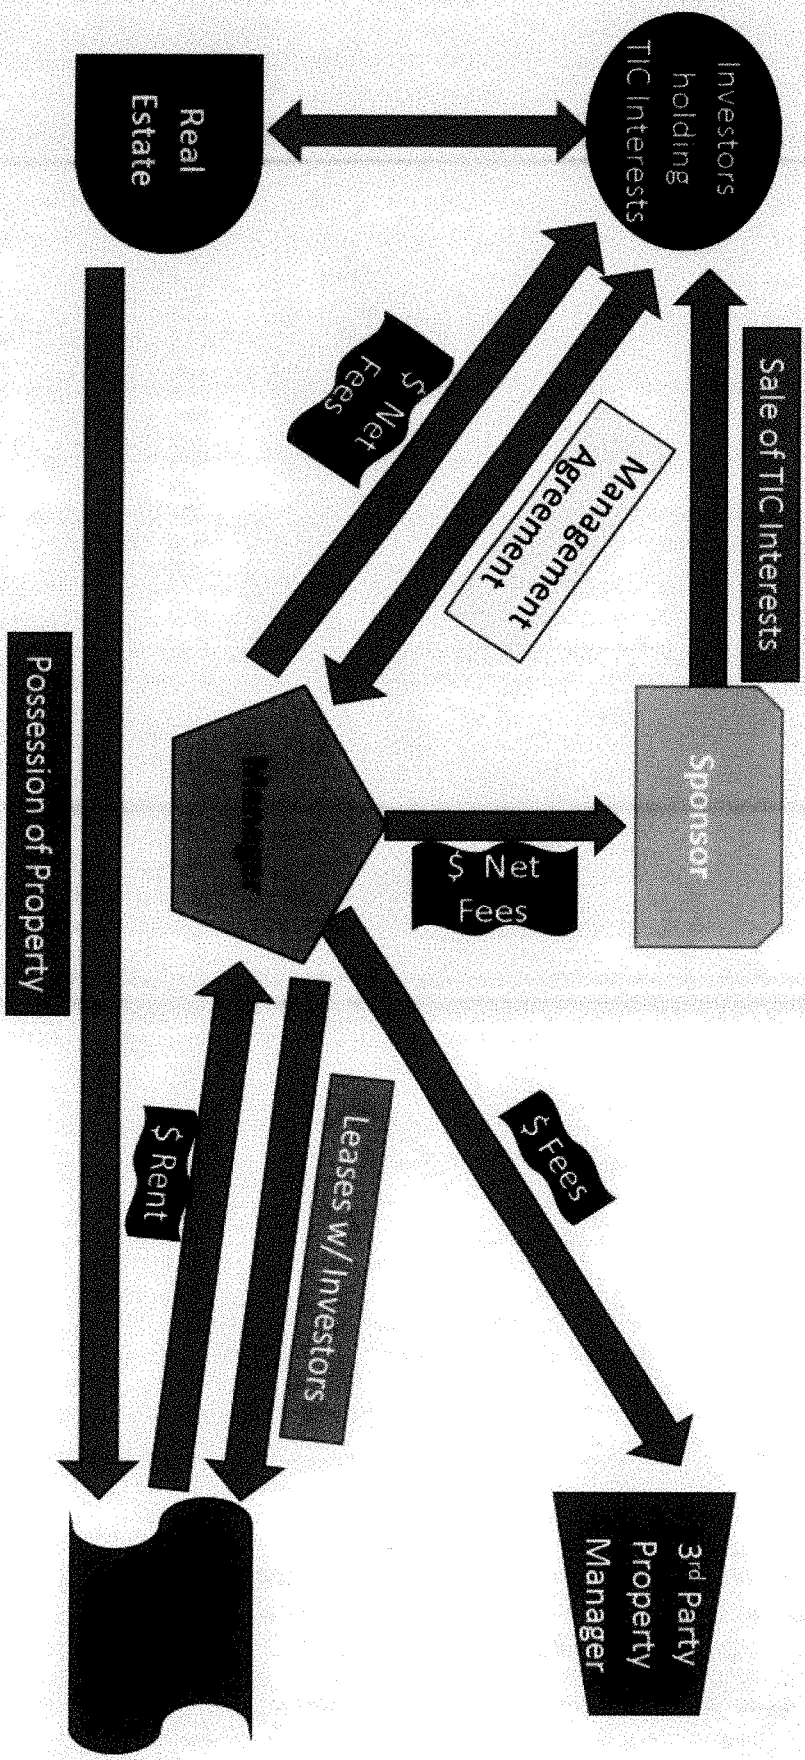 Sale of TIC Interests
Investors
holding
TIC Interests
Sponsor
3rd Party
Property
Manager
Management
Agreement
$ Net
Fees
$ Fees
$ Net
Fees
Manager
Leases w/ Investors
$ Rent
Real
Estate
Possession of Property